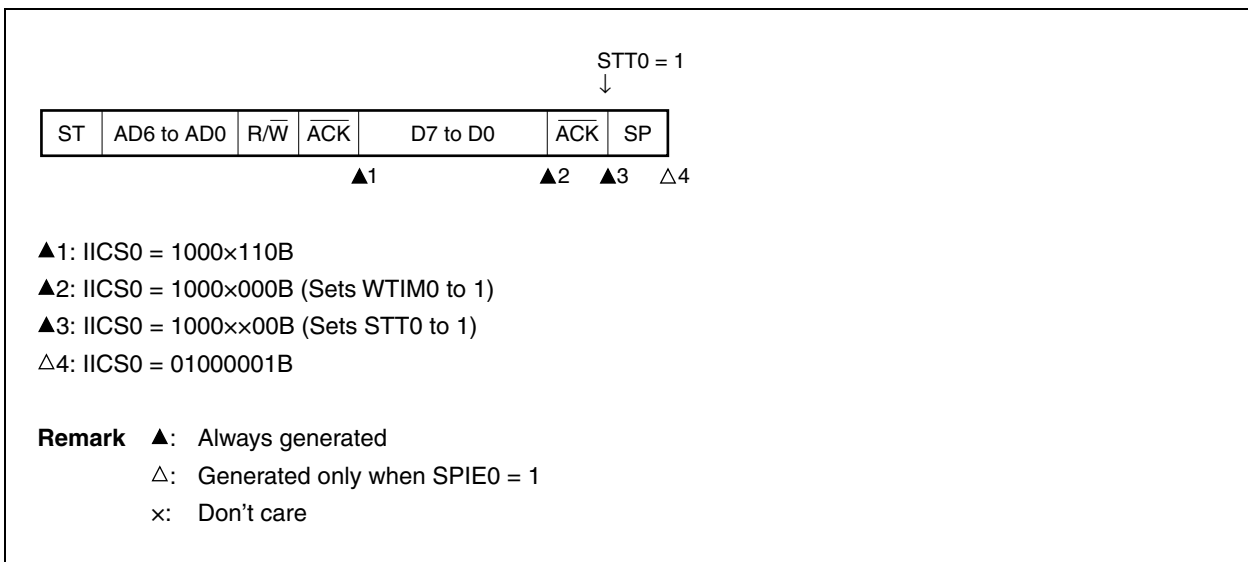 STT0 = 1
↓
ST AD6 to AD0 R/W̅ A̅C̅K̅ D7 to D0 A̅C̅K̅ SP
▲1 ▲2 ▲3 △4
▲1: IICS0 = 1000×110B
▲2: IICS0 = 1000×000B (Sets WTIM0 to 1)
▲3: IICS0 = 1000××00B (Sets STT0 to 1)
△4: IICS0 = 01000001B
Remark ▲: Always generated
△: Generated only when SPIE0 = 1
×: Don't care